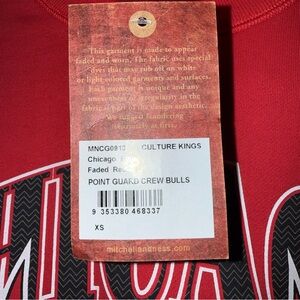 This garment is made to appear
faded and worn. The fabric uses special
dyes that may rub off on white
or light colored garments and surfaces.
Each garment is unique and any
unevenness or irregularity in the
fabric is part of the design aesthetic.
We suggest laundering
separately at first.
MNCG0913 CULTURE KINGS
Chicago
Faded Red
POINT GUARD CREW BULLS
9 353380 468337
XS
mitchellandness.com